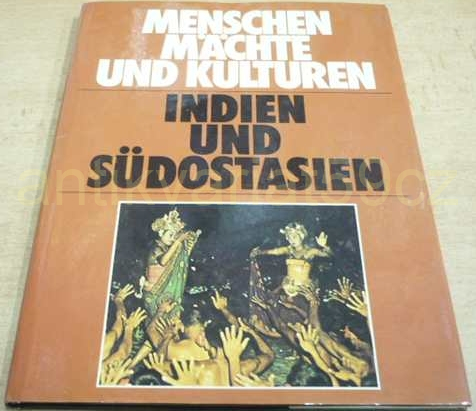 MENSCHEN
MÄCHTE
UND KULTUREN
INDIEN
UND
SÜDOSTASIEN